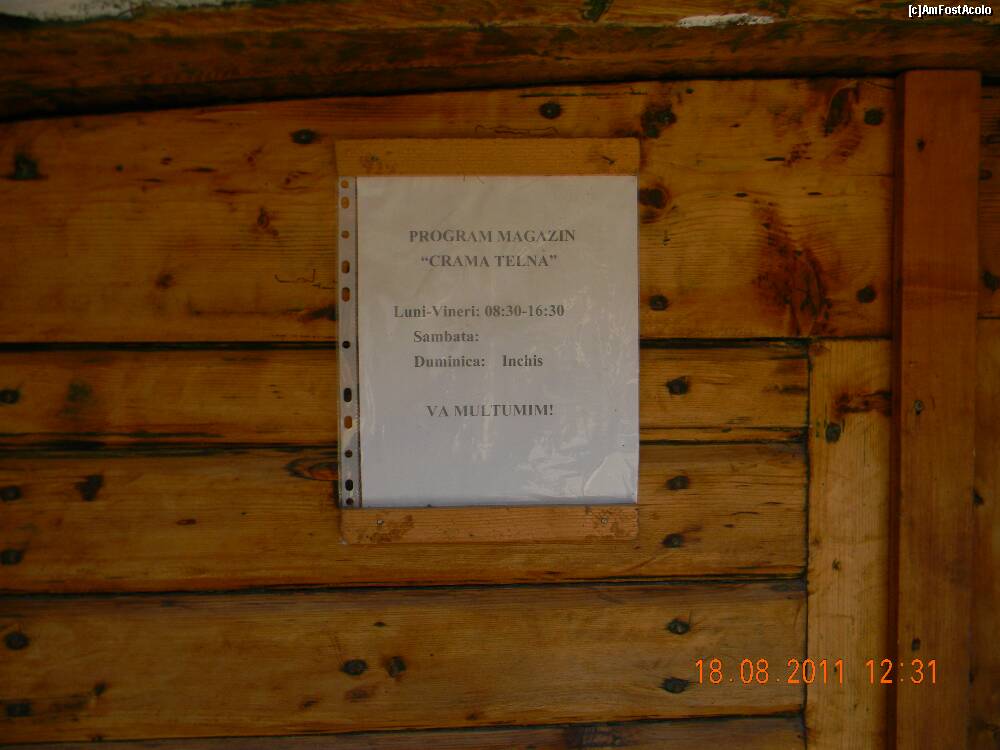 [c]AmFostAcolo
PROGRAM MAGAZIN
“CRAMA TELNA”
Luni-Vineri: 08:30-16:30
Sambata:
Duminica: Inchis
VA MULTUMIM!
18.08.2011 12:31